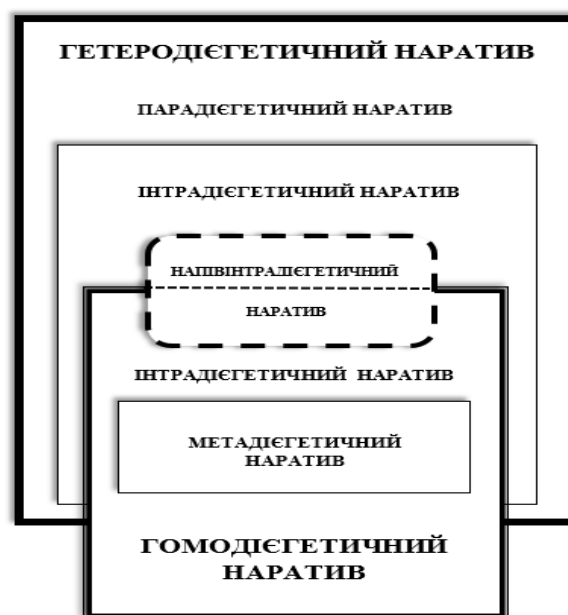 ГЕТЕРОДІЄГЕТИЧНИЙ НАРАТИВ
ПАРАДІЄГЕТИЧНИЙ НАРАТИВ
ІНТРАДІЄГЕТИЧНИЙ НАРАТИВ
НАПІВІНТРАДІЄГЕТИЧНИЙ
НАРАТИВ
ІНТРАДІЄГЕТИЧНИЙ НАРАТИВ
МЕТАДІЄГЕТИЧНИЙ
НАРАТИВ
ГОМОДІЄГЕТИЧНИЙ
НАРАТИВ